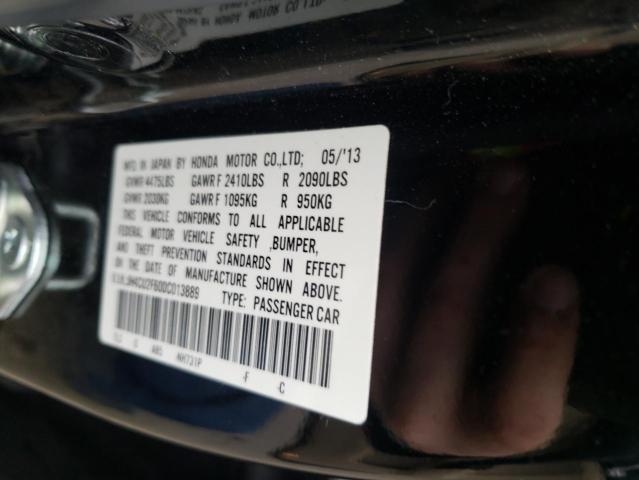 MFD. IN JAPAN BY HONDA MOTOR CO.,LTD; 05/'13
GVWR 4475LBS GAWR F 2410LBS R 2090LBS
GVWR 2030KG GAWR F 1095KG R 950KG
THIS VEHICLE CONFORMS TO ALL APPLICABLE
FEDERAL MOTOR VEHICLE SAFETY ,BUMPER,
AND THEFT PREVENTION STANDARDS IN EFFECT
ON THE DATE OF MANUFACTURE SHOWN ABOVE.
TYPE: PASSENGER CAR
A85 NH731P -F -C